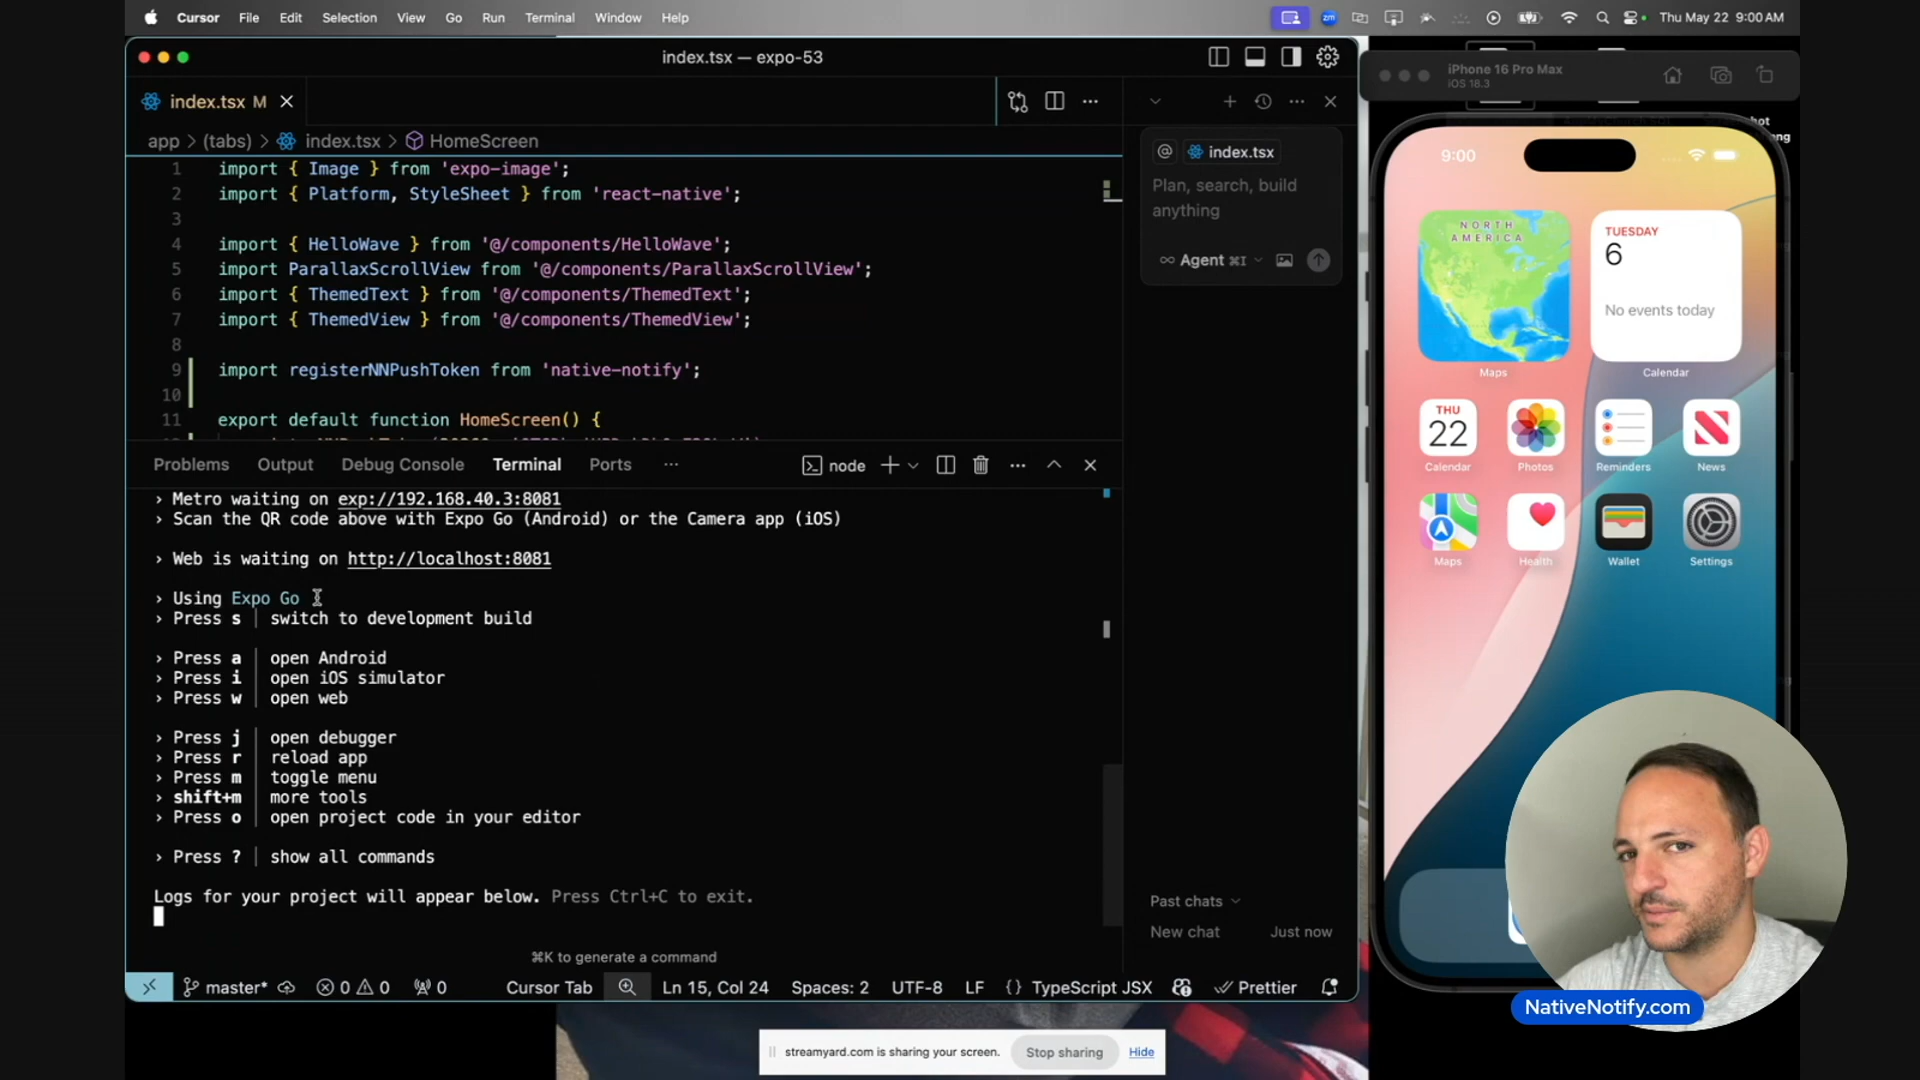 Cursor File Edit Selection View Go Run Terminal Window Help
zm
Thu May 22 9:00 AM
index.tsx — expo-53
index.tsx M
app > (tabs) > index.tsx > HomeScreen
1 import { Image } from 'expo-image';
2 import { Platform, StyleSheet } from 'react-native';
3
4 import { HelloWave } from '@/components/HelloWave';
5 import ParallaxScrollView from '@/components/ParallaxScrollView';
6 import { ThemedText } from '@/components/ThemedText';
7 import { ThemedView } from '@/components/ThemedView';
8
9 import registerNNPushToken from 'native-notify';
10
11 export default function HomeScreen() {
Problems Output Debug Console Terminal Ports
node
› Metro waiting on exp://192.168.40.3:8081
› Scan the QR code above with Expo Go (Android) or the Camera app (iOS)
› Web is waiting on http://localhost:8081
› Using Expo Go
› Press s │ switch to development build
› Press a │ open Android
› Press i │ open iOS simulator
› Press w │ open web
› Press j │ open debugger
› Press r │ reload app
› Press m │ toggle menu
› shift+m │ more tools
› Press o │ open project code in your editor
› Press ? │ show all commands
Logs for your project will appear below. Press Ctrl+C to exit.
⌘K to generate a command
master* 0 0 0 Cursor Tab Ln 15, Col 24 Spaces: 2 UTF-8 LF {} TypeScript JSX Prettier
@ index.tsx
Plan, search, build
anything
∞ Agent ⌘I
Past chats
New chat Just now
iPhone 16 Pro Max
iOS 18.3
9:00
NORTH
AMERICA
Maps
TUESDAY
6
No events today
Calendar
THU
22
Calendar Photos Reminders News
Maps Health Wallet Settings
NativeNotify.com
streamyard.com is sharing your screen. Stop sharing Hide